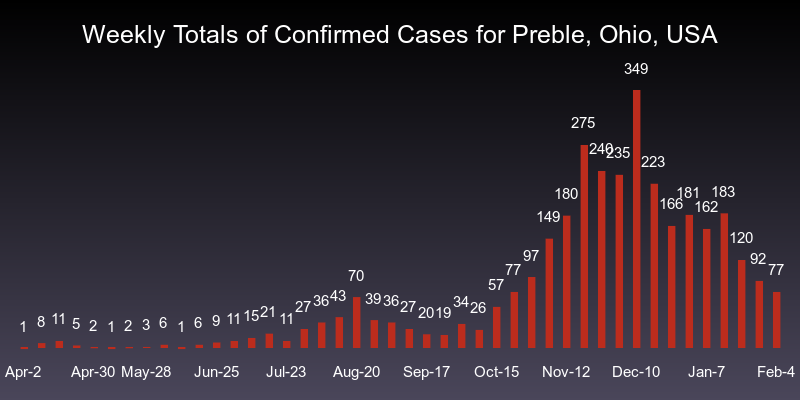 Weekly Totals of Confirmed Cases for Preble, Ohio, USA
349
275
240 235
223
180 166 181 162 183
149
120
97 92
77 77
70
57
1 8 11 5 2 1 2 3 6 1 6 9 11 15 21 11 27 36 43 39 36 27 20 19 34 26
Apr-2 Apr-30 May-28 Jun-25 Jul-23 Aug-20 Sep-17 Oct-15 Nov-12 Dec-10 Jan-7 Feb-4